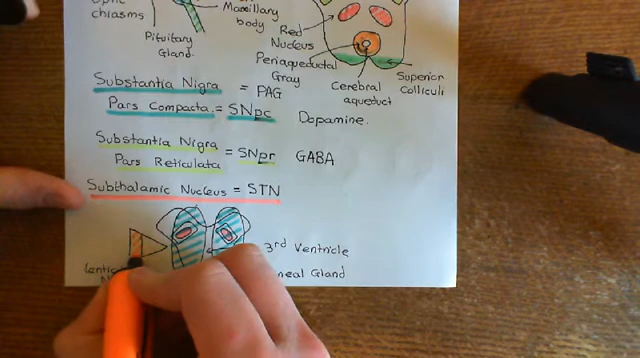 chiasms
Mamillary
body
Pituitary
Gland
Red
Nucleus
Periaqueductal
Gray
Cerebral
aqueduct
Superior
Colliculi
Substantia Nigra = PAG
Pars Compacta = SNpc Dopamine.
Substantia Nigra
Pars Reticulata = SNpr GABA
Subthalamic Nucleus = STN
3rd Ventricle
Gland